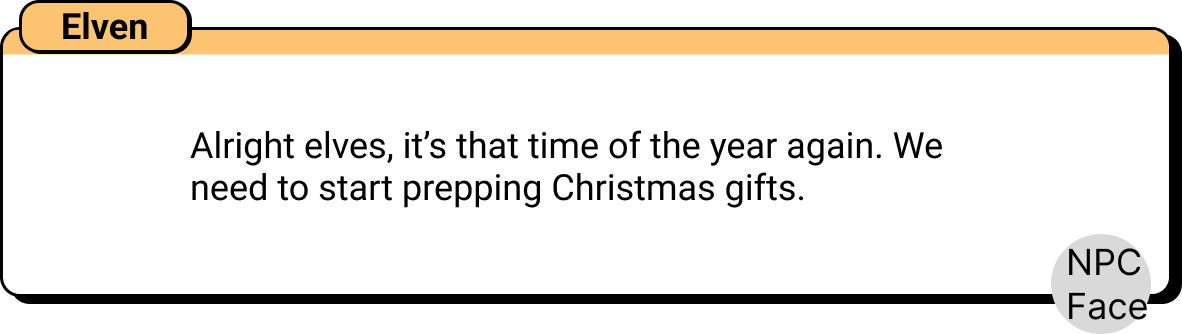 Elven
Alright elves, it’s that time of the year again. We
need to start prepping Christmas gifts.
NPC
Face